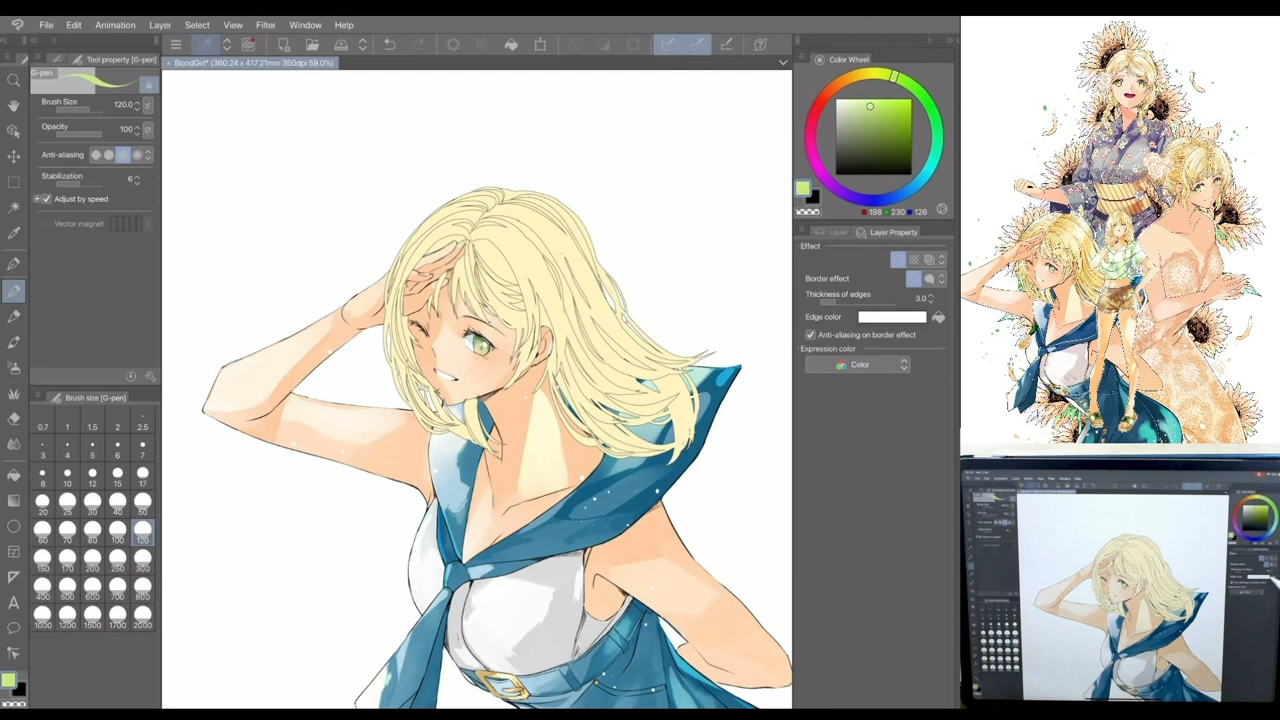 File Edit Animation Layer Select View Filter Window Help
Tool property [G-pen]
BlondGirl* (360.24 x 417.21mm 350dpi 59.0%)
G-pen
Brush Size 120.0
Opacity 100
Anti-aliasing
Stabilization 6
Adjust by speed
Vector magnet
Brush size [G-pen]
0.7 1 1.5 2 2.5
3 4 5 6 7
8 10 12 15 17
20 25 30 40 50
60 70 80 100 120
150 170 200 250 300
400 500 600 700 800
1000 1200 1500 1700 2000
A
Color Wheel
198 230 126
Layer Layer Property
Effect
Border effect
Thickness of edges 3.0
Edge color
Anti-aliasing on border effect
Expression color
Color